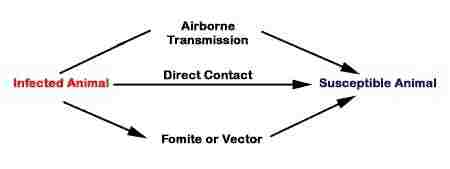 Airborne
Transmission
Infected Animal
Direct Contact
Susceptible Animal
Fomite or Vector